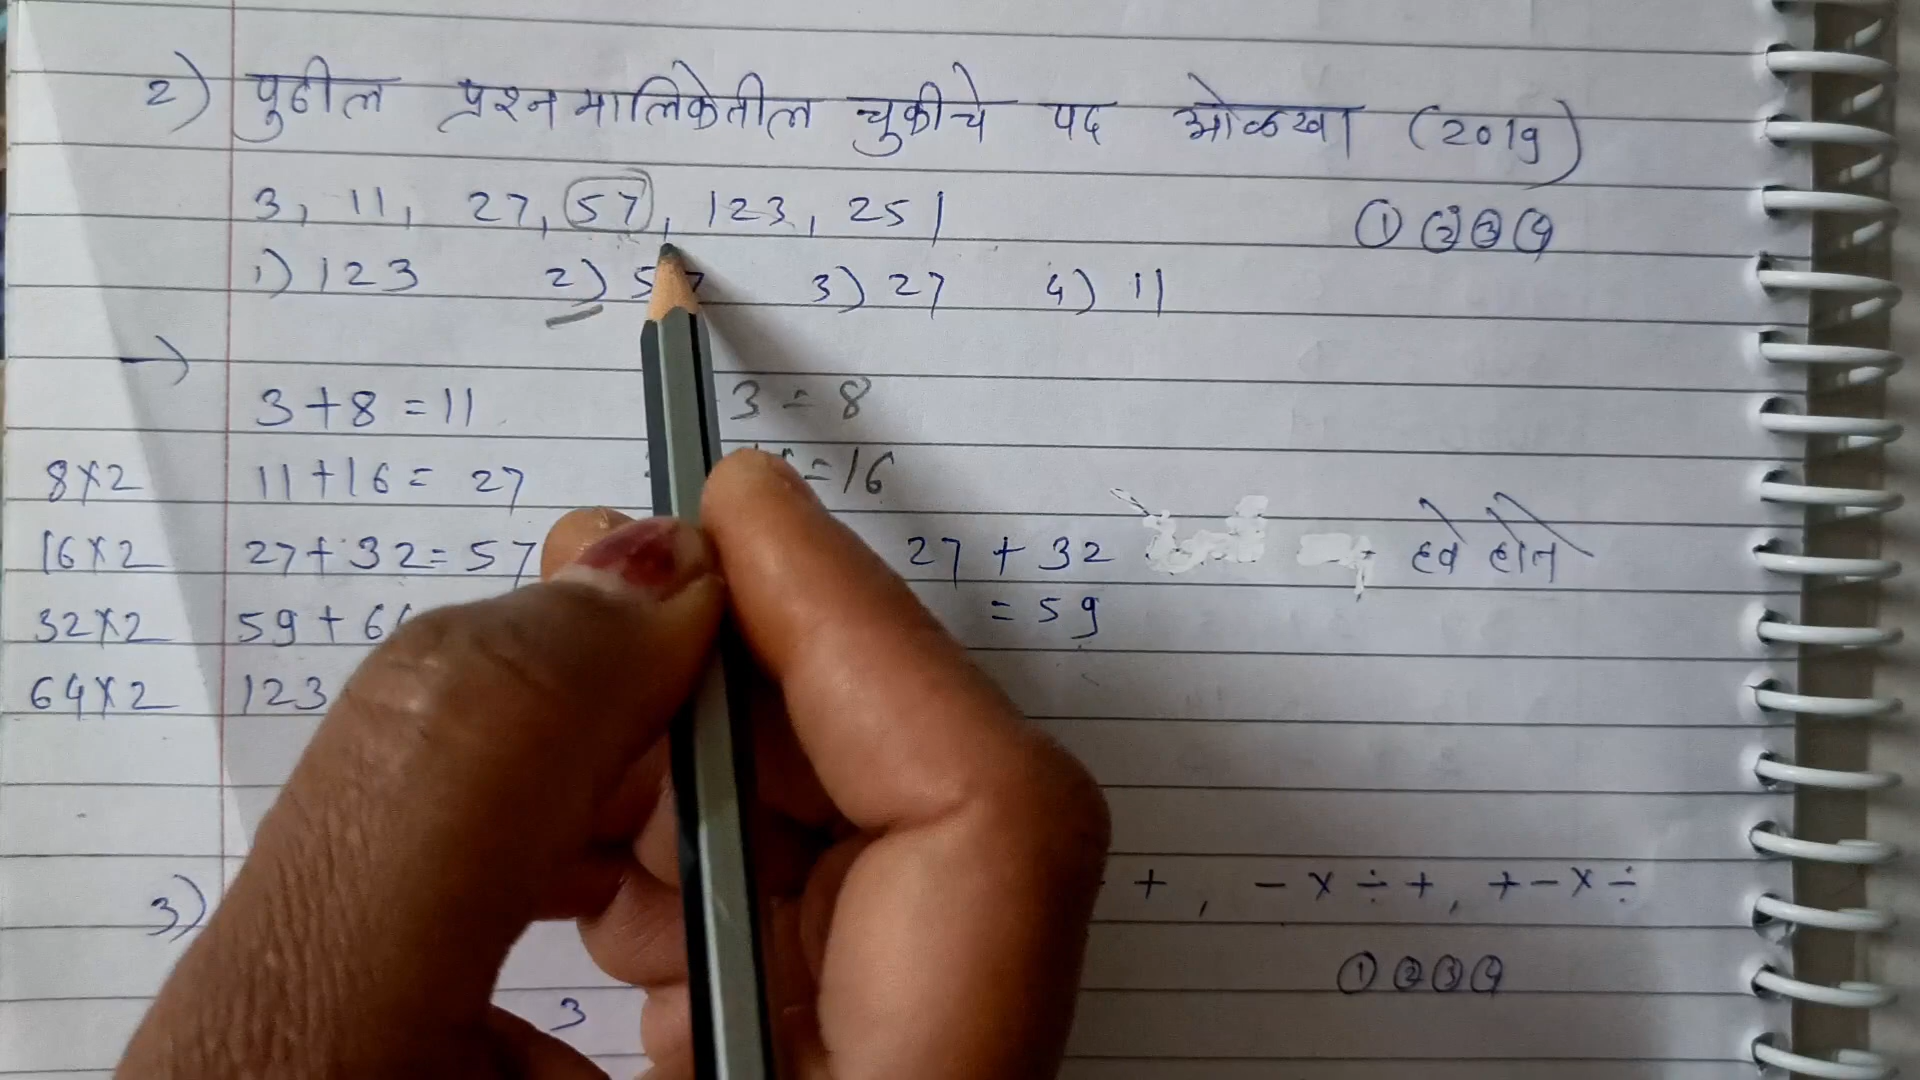 2) पुढील प्रश्नमालिकेतील चुकीचे पद ओळखा (2019)
3, 11, 27, 57, 123, 251 ① ② ③ ④
1) 123 2) 57 3) 27 4) 11
→
3+8 =11 3 = 8
8×2 11+16= 27 =16
16×2 27+32=57 27 + 32 हवे होते
32×2 59+6 = 59
64×2 123
3) + , - × ÷ + , + - × ÷
① ② ③ ④
3